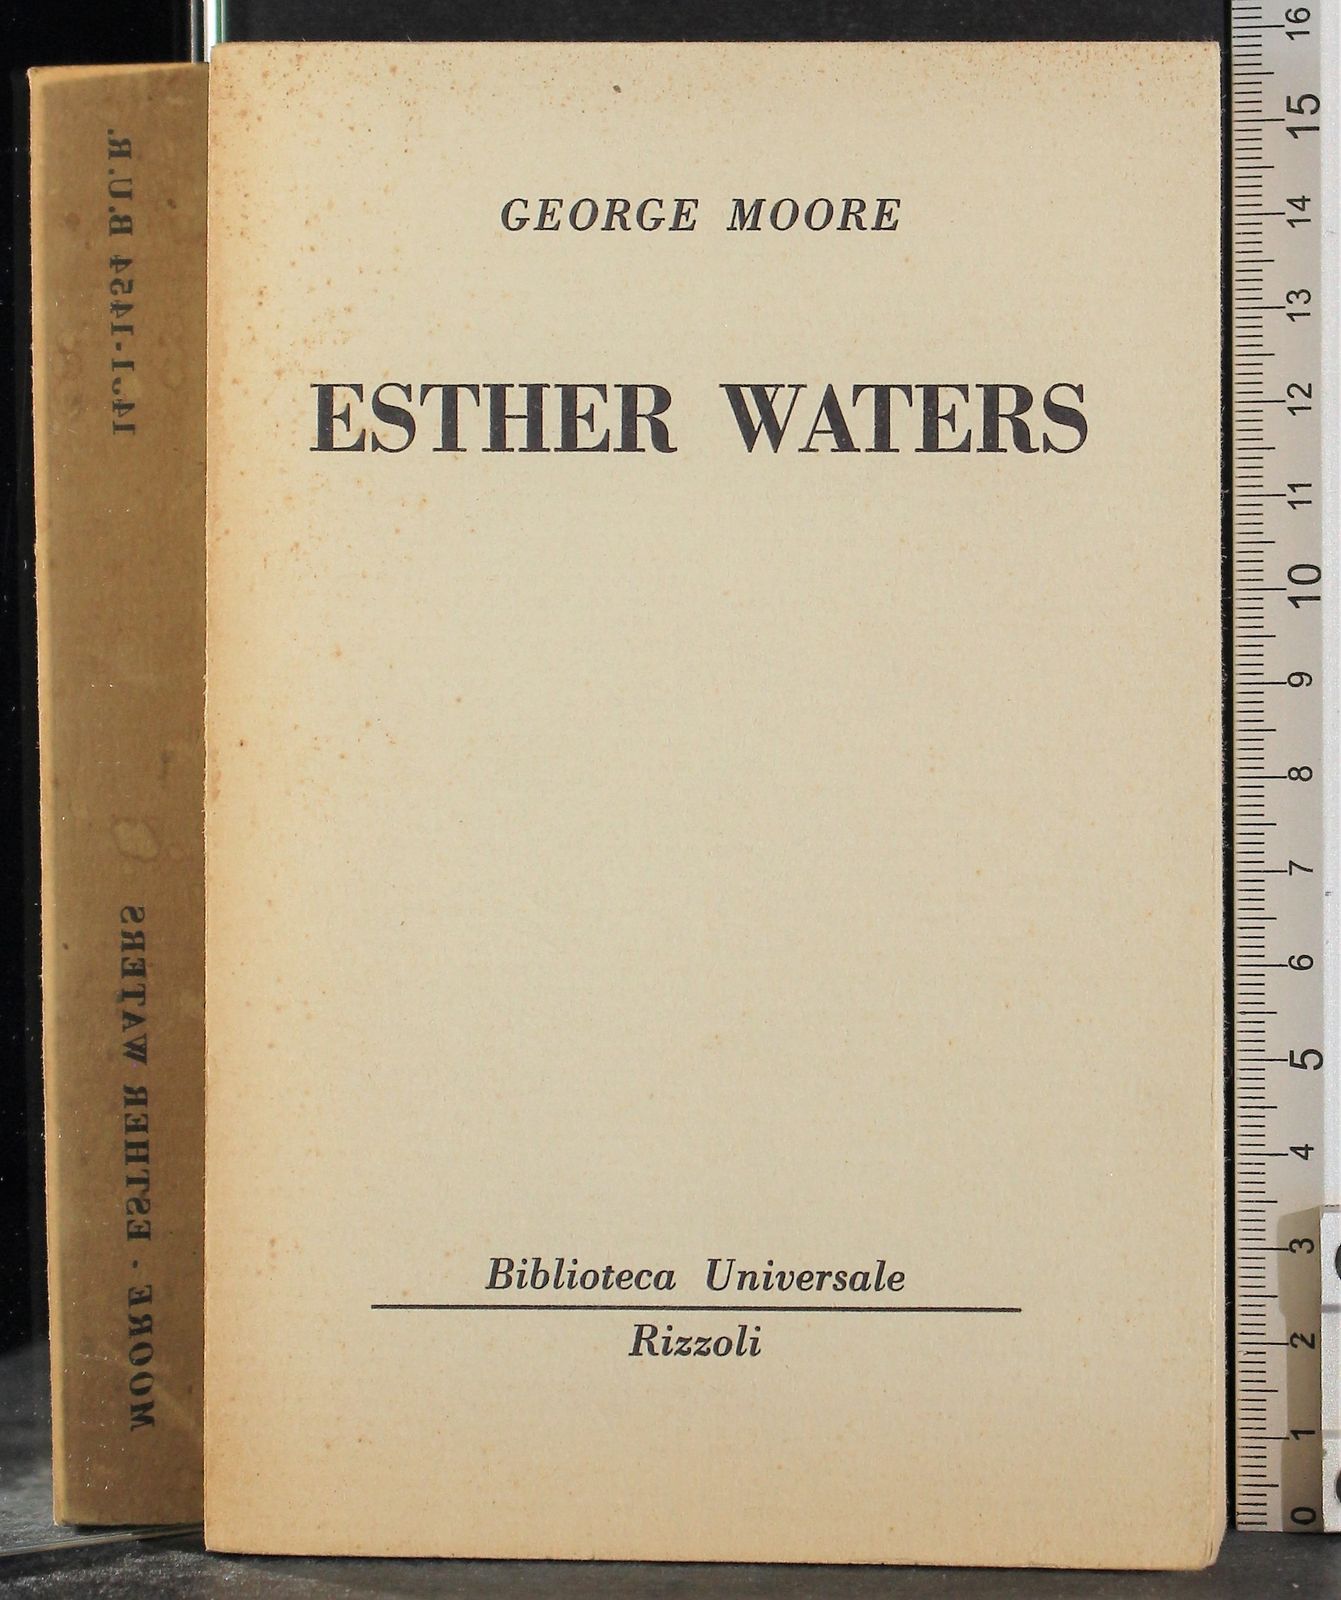 GEORGE MOORE
ESTHER WATERS
Biblioteca Universale
Rizzoli
MOORE · ESTHER WATERS
1451-1454 B.U.R.
16
15
14
13
12
11
10
9
8
7
6
5
4
3
2
1
0